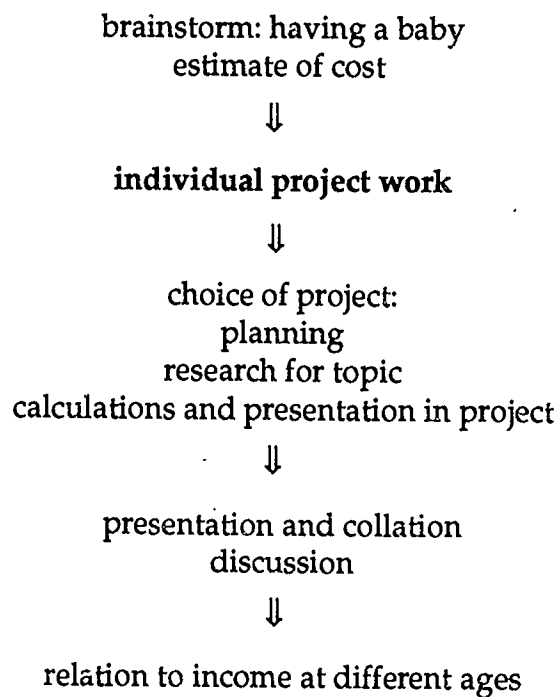 brainstorm: having a baby
estimate of cost
⇓
individual project work
⇓
choice of project:
planning
research for topic
calculations and presentation in project
⇓
presentation and collation
discussion
⇓
relation to income at different ages